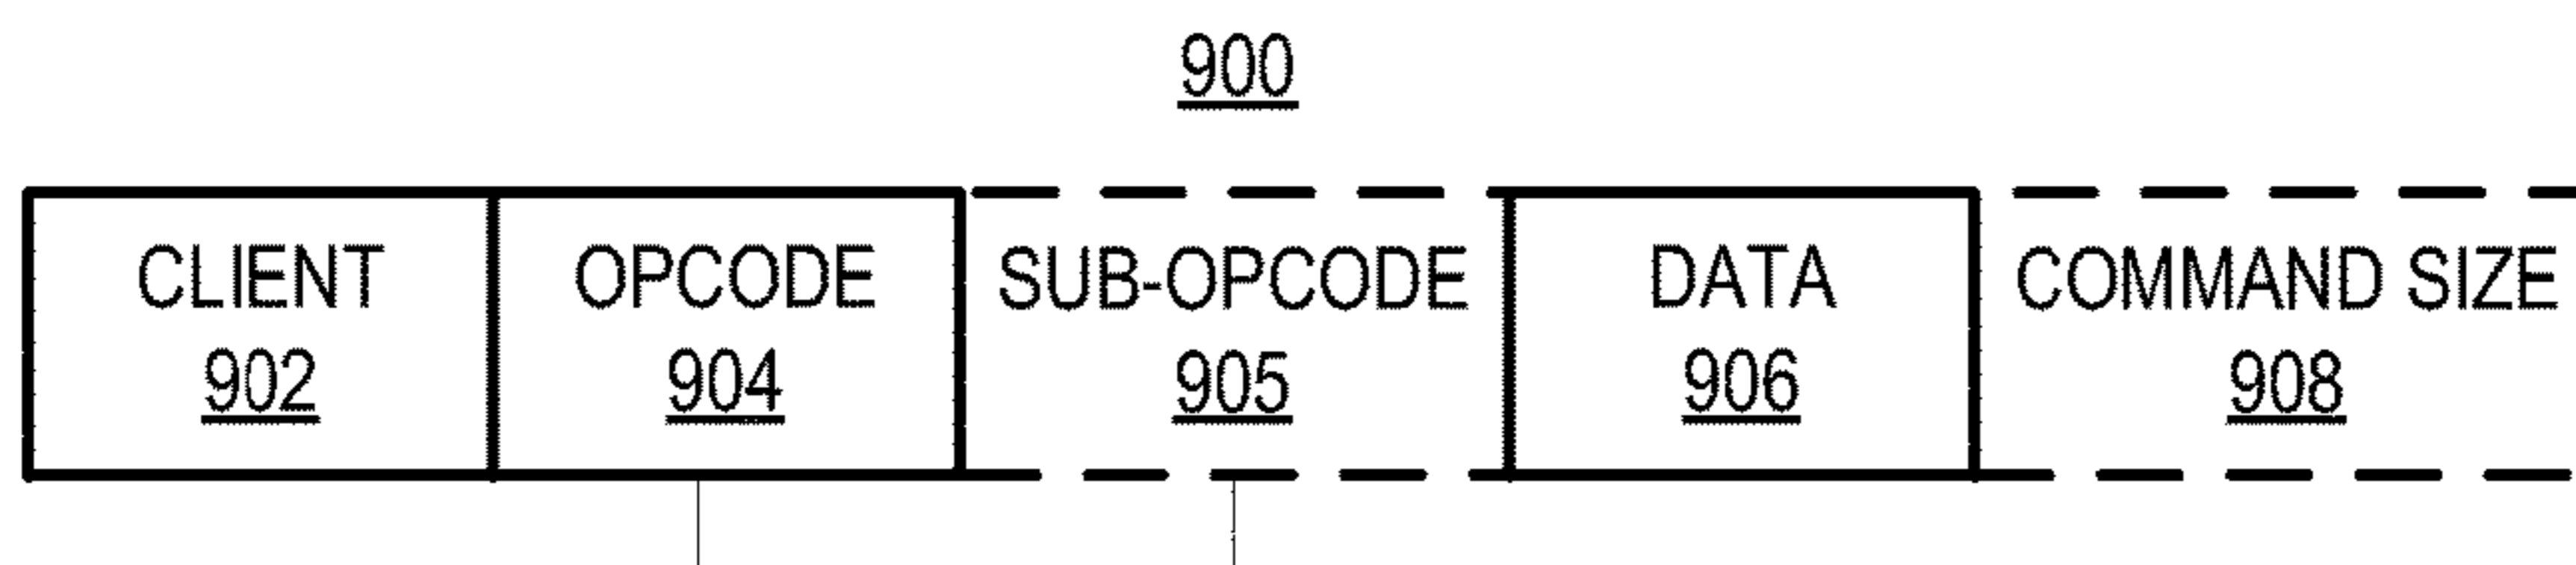 900
CLIENT
902
OPCODE
904
SUB-OPCODE
905
DATA
906
COMMAND SIZE
908